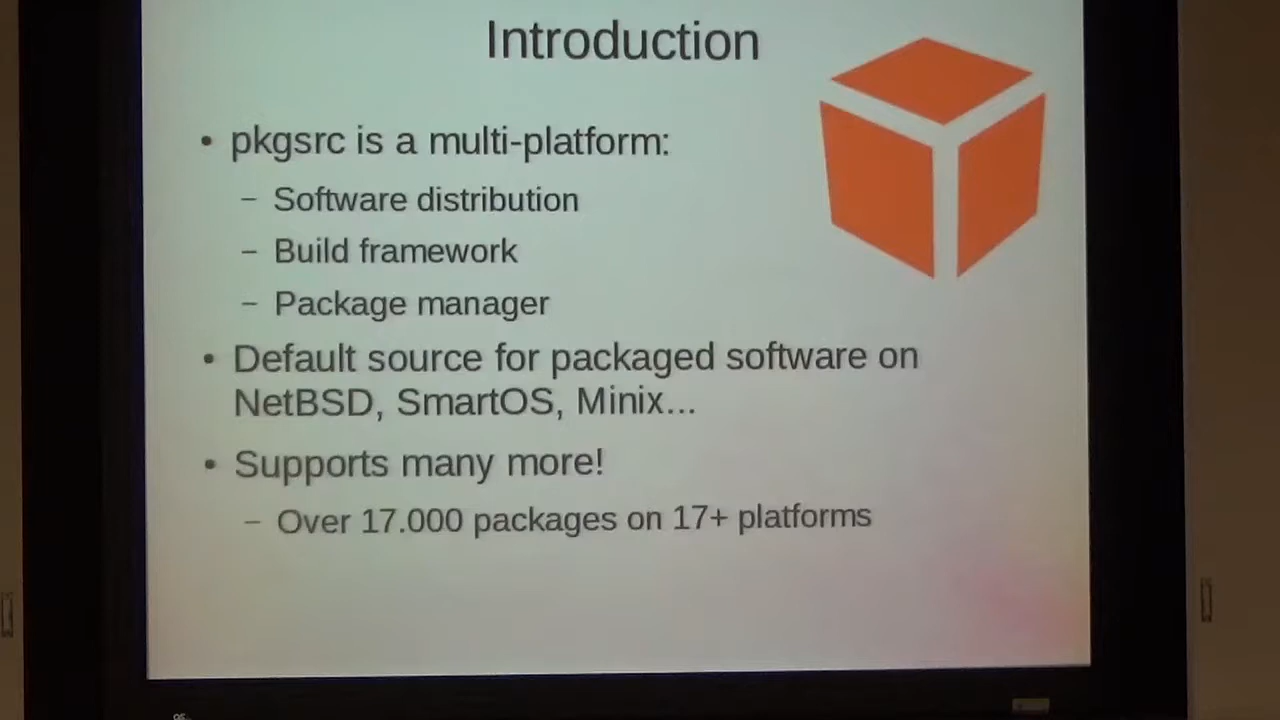 Introduction
• pkgsrc is a multi-platform:
– Software distribution
– Build framework
– Package manager
• Default source for packaged software on
NetBSD, SmartOS, Minix...
• Supports many more!
– Over 17.000 packages on 17+ platforms